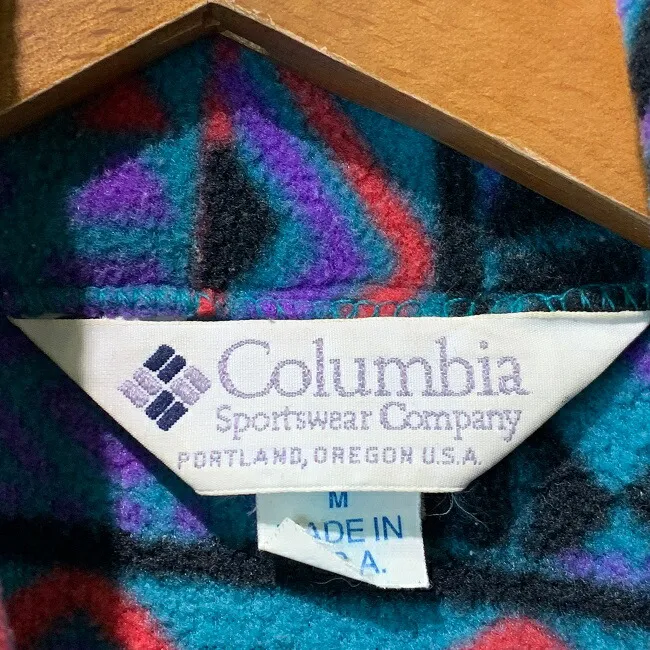 Columbia
Sportswear Company
PORTLAND, OREGON U.S.A.
M
ADE IN
A.